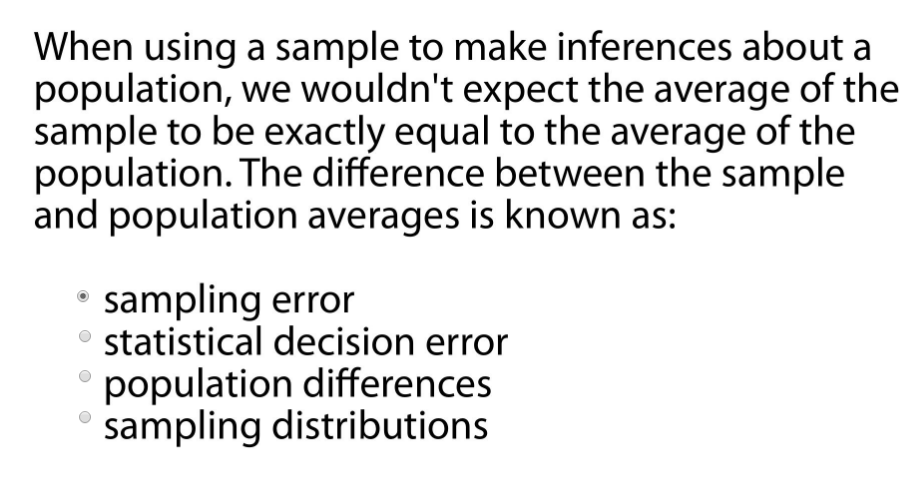 When using a sample to make inferences about a
population, we wouldn't expect the average of the
sample to be exactly equal to the average of the
population. The difference between the sample
and population averages is known as:
sampling error
statistical decision error
population differences
sampling distributions